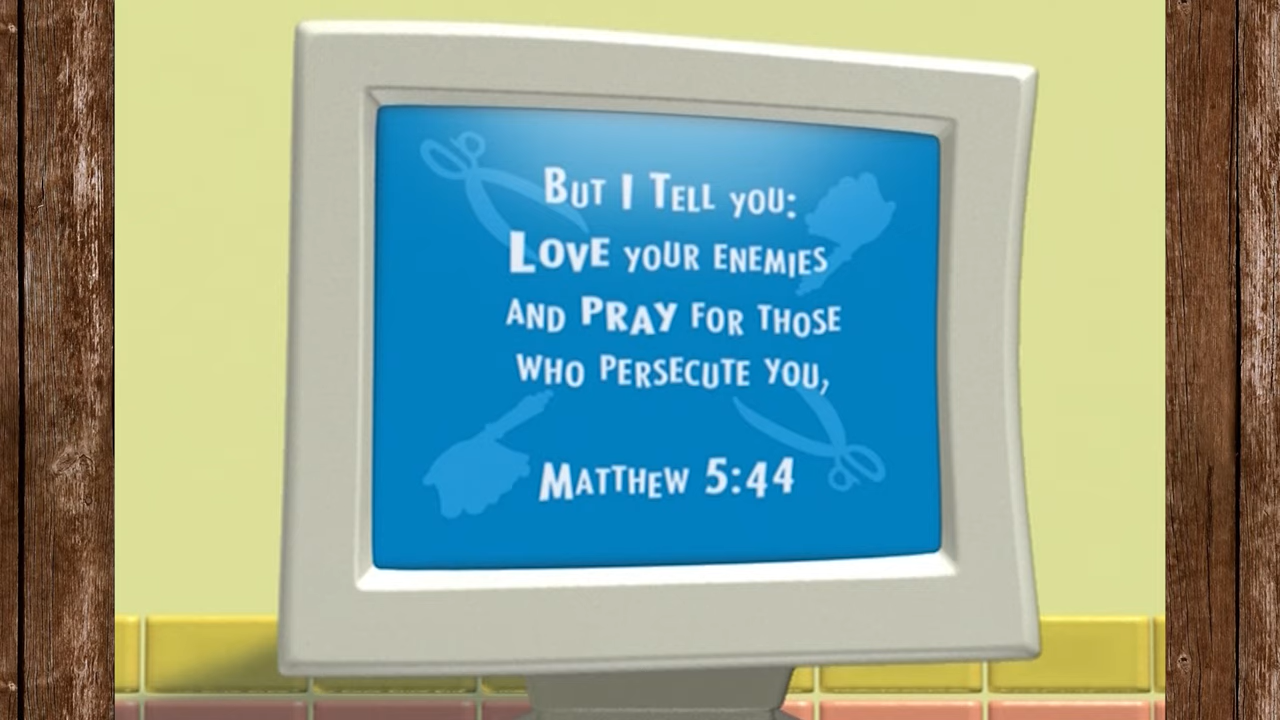 But I Tell you:
Love your enemies
and pray for those
who persecute you,
Matthew 5:44